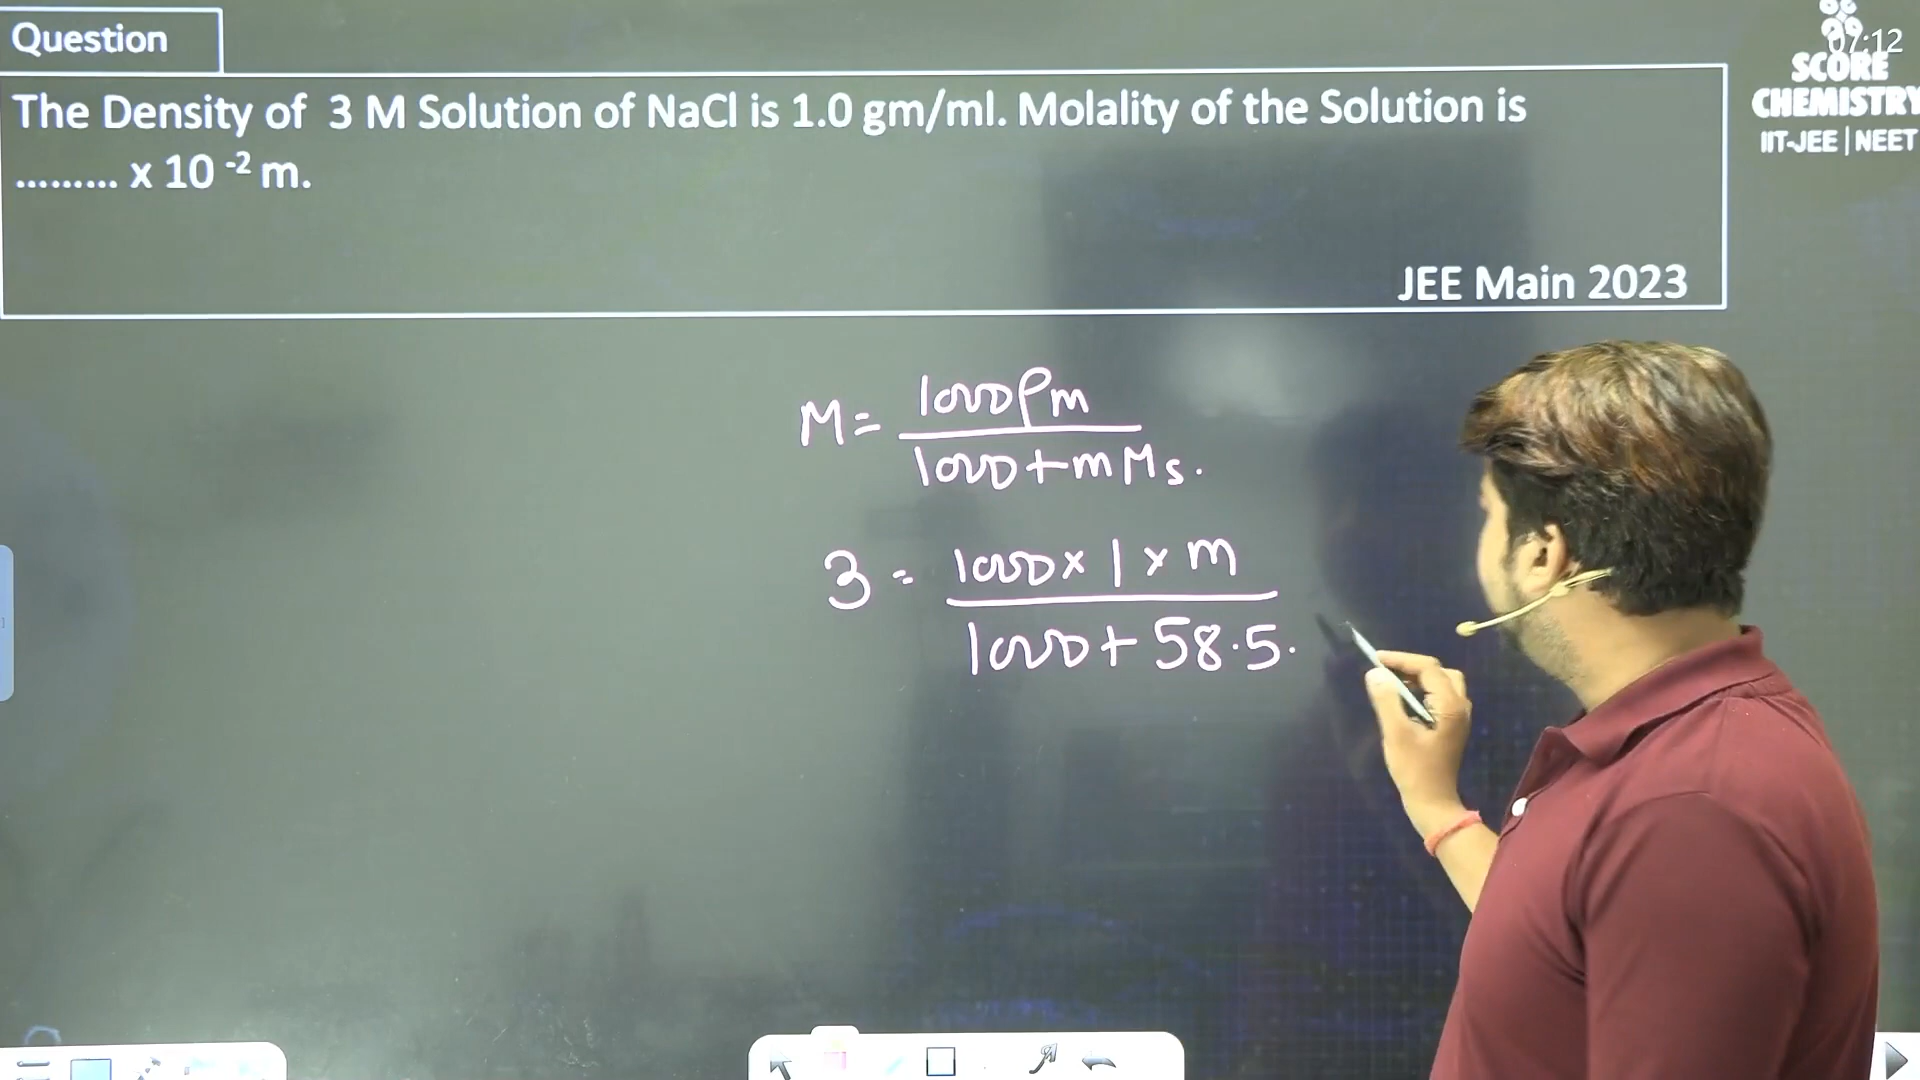 Question
07:12
SCORE
CHEMISTRY
IIT-JEE | NEET
The Density of 3 M Solution of NaCl is 1.0 gm/ml. Molality of the Solution is
......... x 10 -2 m.
JEE Main 2023
M = 1000ρm
1000+mMs.
3 = 1000 x 1 x m
1000 + 58.5.